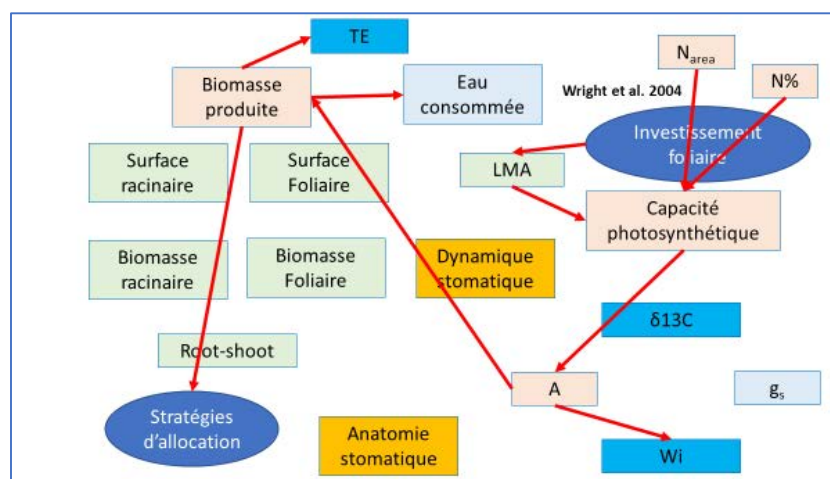 TE
N_area
Biomasse
produite
Eau
consommée
Wright et al. 2004
N%
Investissement
foliaire
Surface
racinaire
Surface
Foliaire
LMA
Capacité
photosynthétique
Biomasse
racinaire
Biomasse
Foliaire
Dynamique
stomatique
δ13C
Root-shoot
A
gₛ
Stratégies
d'allocation
Anatomie
stomatique
Wi